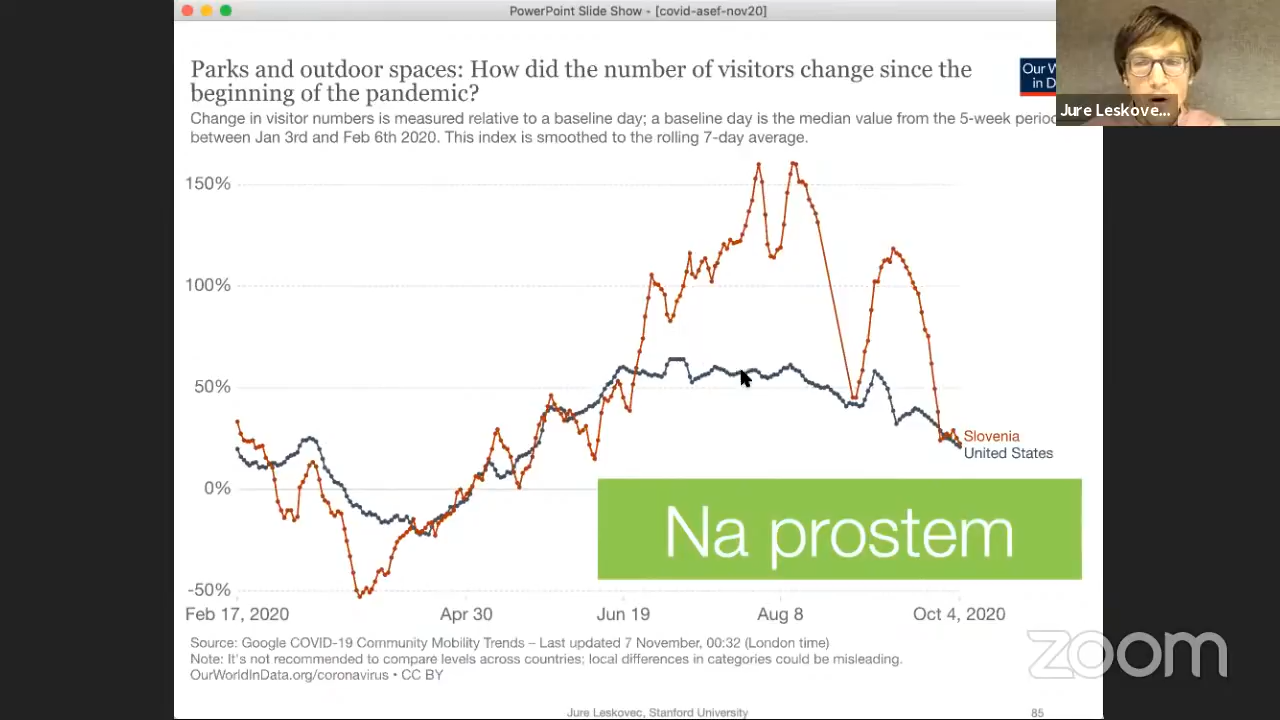 PowerPoint Slide Show - [covid-asef-nov20]
Parks and outdoor spaces: How did the number of visitors change since the
beginning of the pandemic?
Our W
in D
Jure Leskove...
Change in visitor numbers is measured relative to a baseline day; a baseline day is the median value from the 5-week perio
between Jan 3rd and Feb 6th 2020. This index is smoothed to the rolling 7-day average.
150%
100%
50%
0%
-50%
Slovenia
United States
Na prostem
Feb 17, 2020
Apr 30
Jun 19
Aug 8
Oct 4, 2020
Source: Google COVID-19 Community Mobility Trends – Last updated 7 November, 00:32 (London time)
Note: It's not recommended to compare levels across countries; local differences in categories could be misleading.
OurWorldInData.org/coronavirus • CC BY
zoom
Jure Leskovec, Stanford University
85